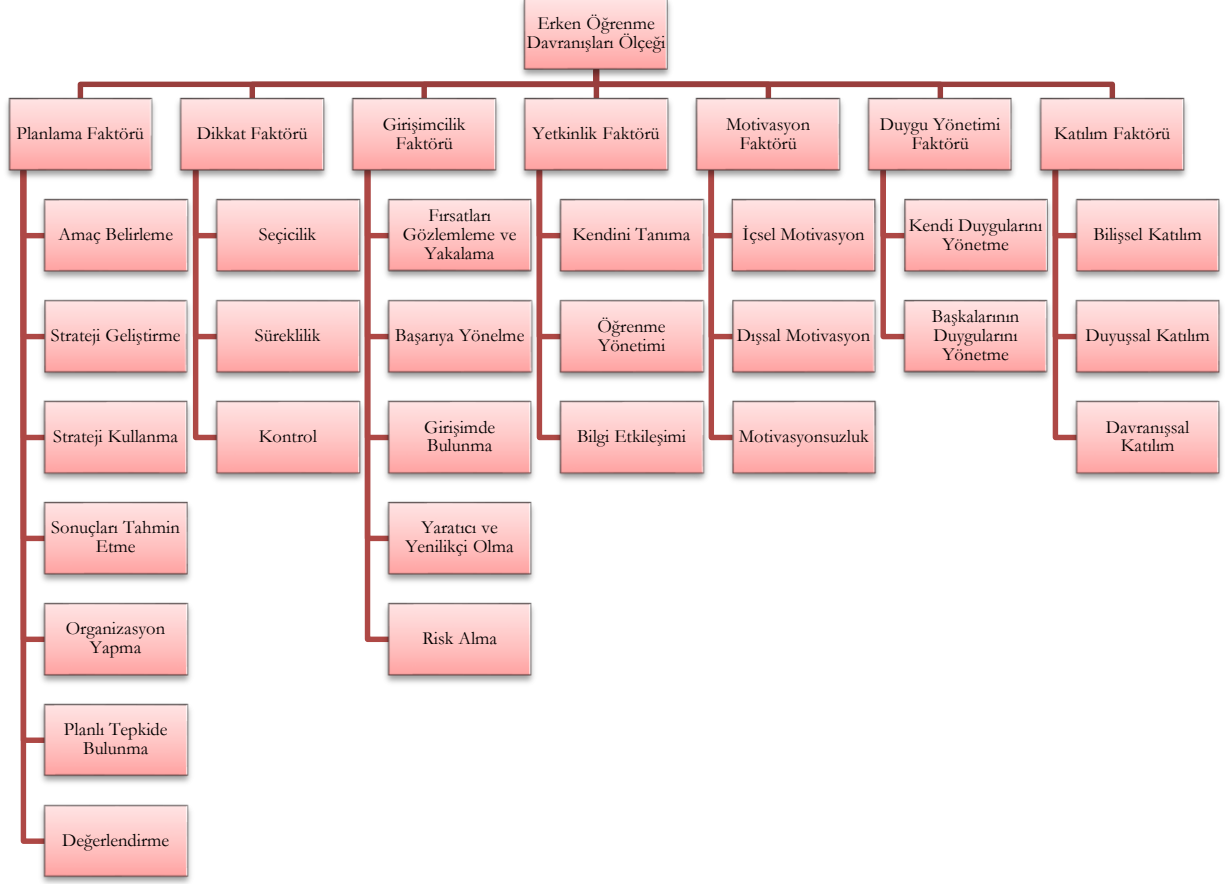 Erken Öğrenme
Davranışları Ölçeği
Planlama Faktörü
Dikkat Faktörü
Girişimcilik
Faktörü
Yetkinlik Faktörü
Motivasyon
Faktörü
Duygu Yönetimi
Faktörü
Katılım Faktörü
Amaç Belirleme
Strateji Geliştirme
Strateji Kullanma
Sonuçları Tahmin
Etme
Organizasyon
Yapma
Planlı Tepkide
Bulunma
Değerlendirme
Seçicilik
Süreklilik
Kontrol
Fırsatları
Gözlemleme ve
Yakalama
Başarıya Yönelme
Girişimde
Bulunma
Yaratıcı ve
Yenilikçi Olma
Risk Alma
Kendini Tanıma
Öğrenme
Yönetimi
Bilgi Etkileşimi
İçsel Motivasyon
Dışsal Motivasyon
Motivasyonsuzluk
Kendi Duygularını
Yönetme
Başkalarının
Duygularını
Yönetme
Bilişsel Katılım
Duyuşsal Katılım
Davranışsal
Katılım